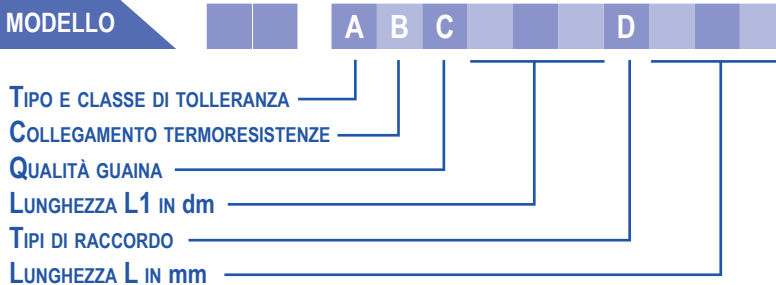 MODELLO
A B C D
TIPO E CLASSE DI TOLLERANZA
COLLEGAMENTO TERMORESISTENZE
QUALITÀ GUAINA
LUNGHEZZA L1 IN dm
TIPI DI RACCORDO
LUNGHEZZA L IN mm